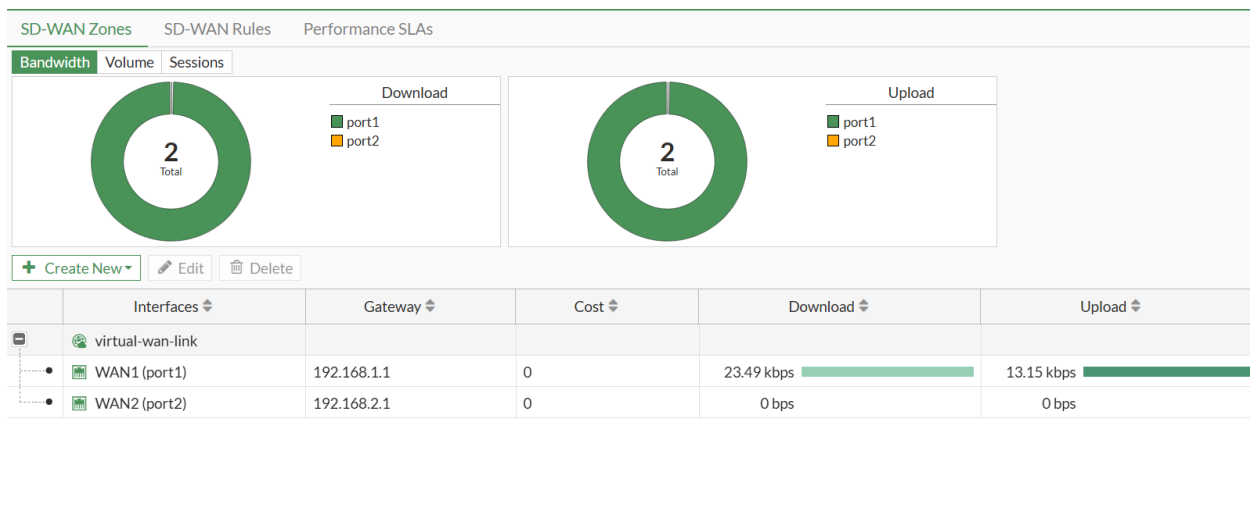 SD-WAN Zones SD-WAN Rules Performance SLAs
Bandwidth Volume Sessions
Download
port1
port2
2
Total
Upload
port1
port2
2
Total
Create New Edit Delete
Interfaces Gateway Cost Download Upload
virtual-wan-link
WAN1 (port1) 192.168.1.1 0 23.49 kbps 13.15 kbps
WAN2 (port2) 192.168.2.1 0 0 bps 0 bps